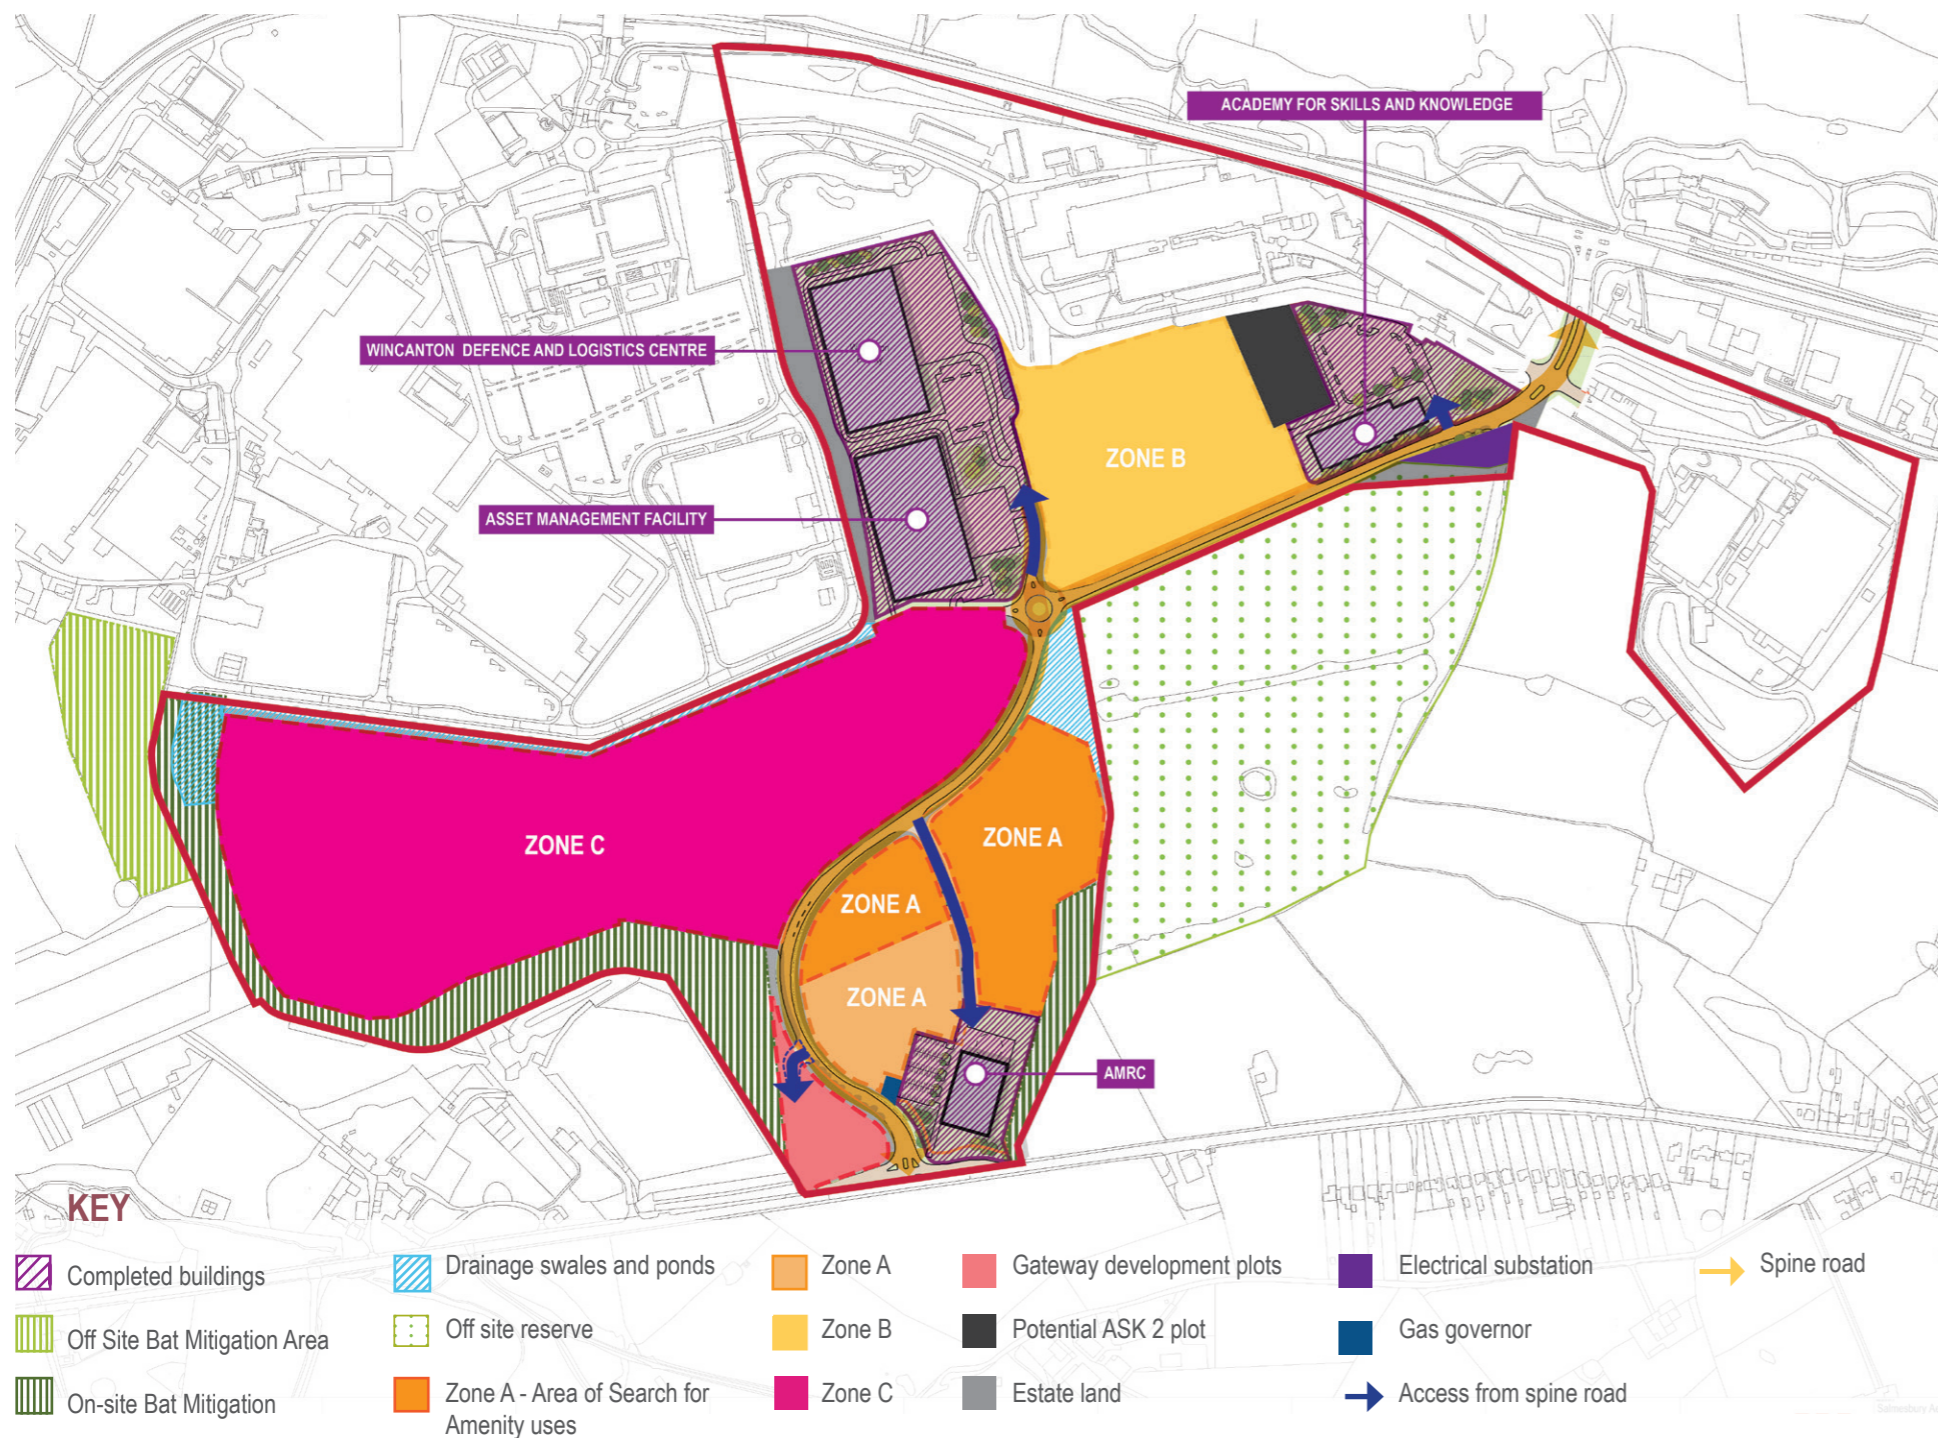 ACADEMY FOR SKILLS AND KNOWLEDGE
WINCANTON DEFENCE AND LOGISTICS CENTRE
ZONE B
ASSET MANAGEMENT FACILITY
ZONE C
ZONE A
ZONE A
ZONE A
AMRC
KEY
Completed buildings
Off Site Bat Mitigation Area
On-site Bat Mitigation
Drainage swales and ponds
Off site reserve
Zone A - Area of Search for
Amenity uses
Zone A
Zone B
Zone C
Gateway development plots
Potential ASK 2 plot
Estate land
Electrical substation
Gas governor
Access from spine road
Spine road